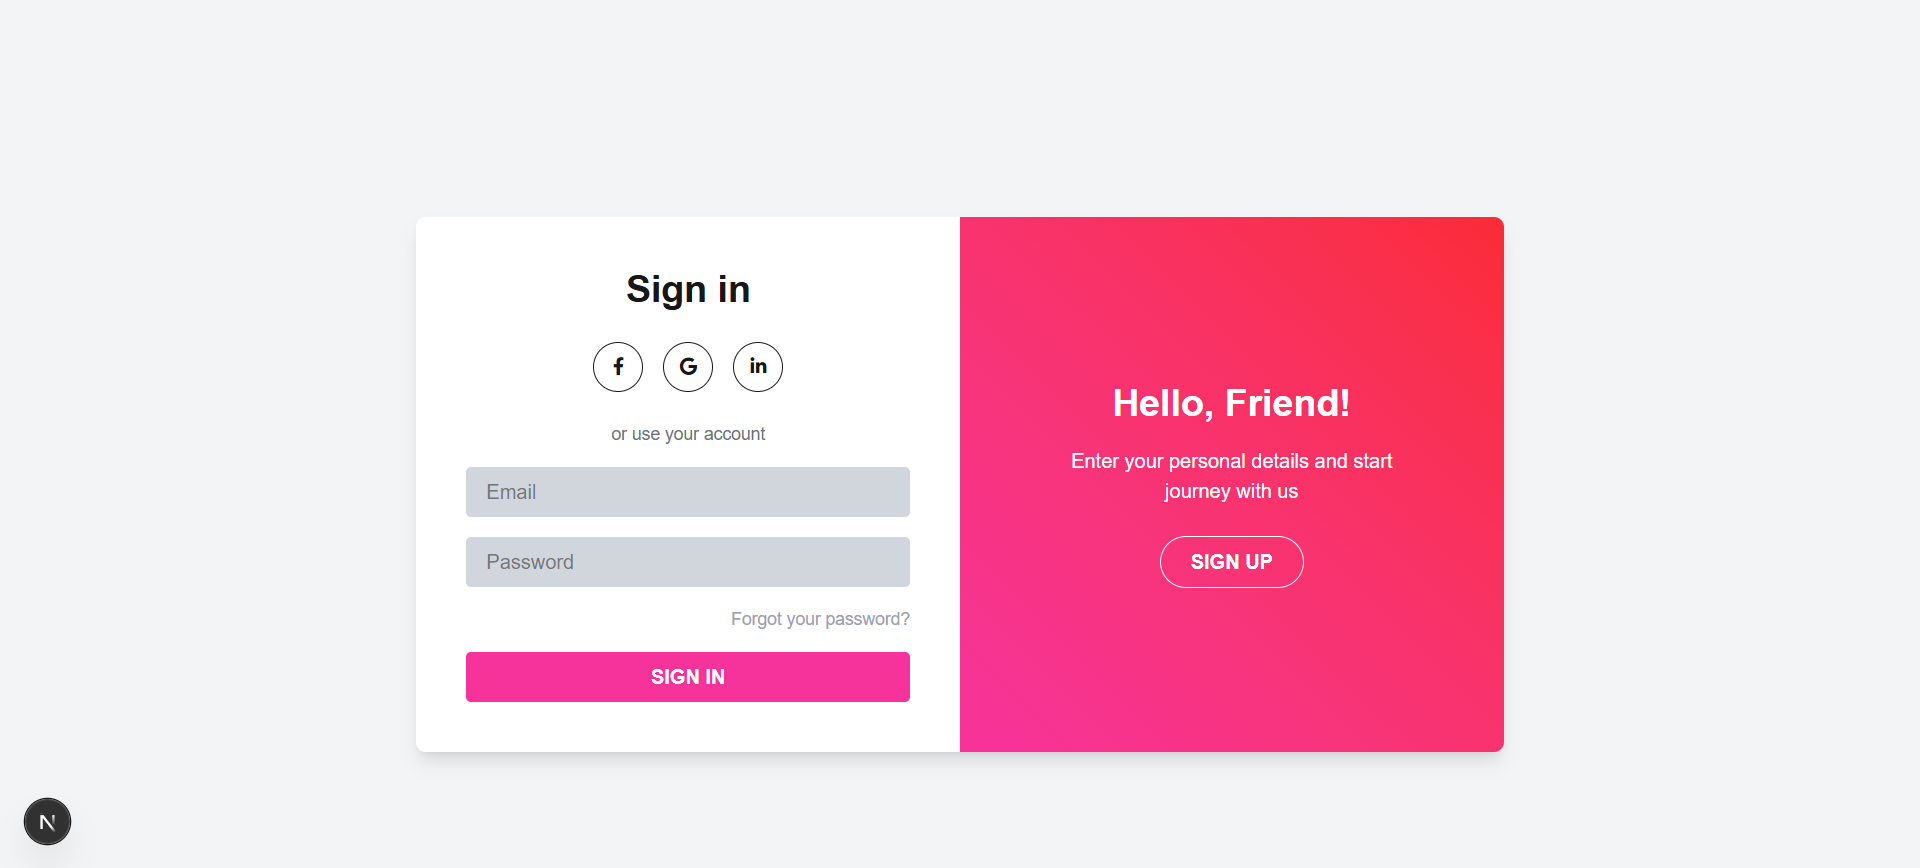 Sign in
f G in
or use your account
Email
Password
Forgot your password?
SIGN IN
Hello, Friend!
Enter your personal details and start
journey with us
SIGN UP
N